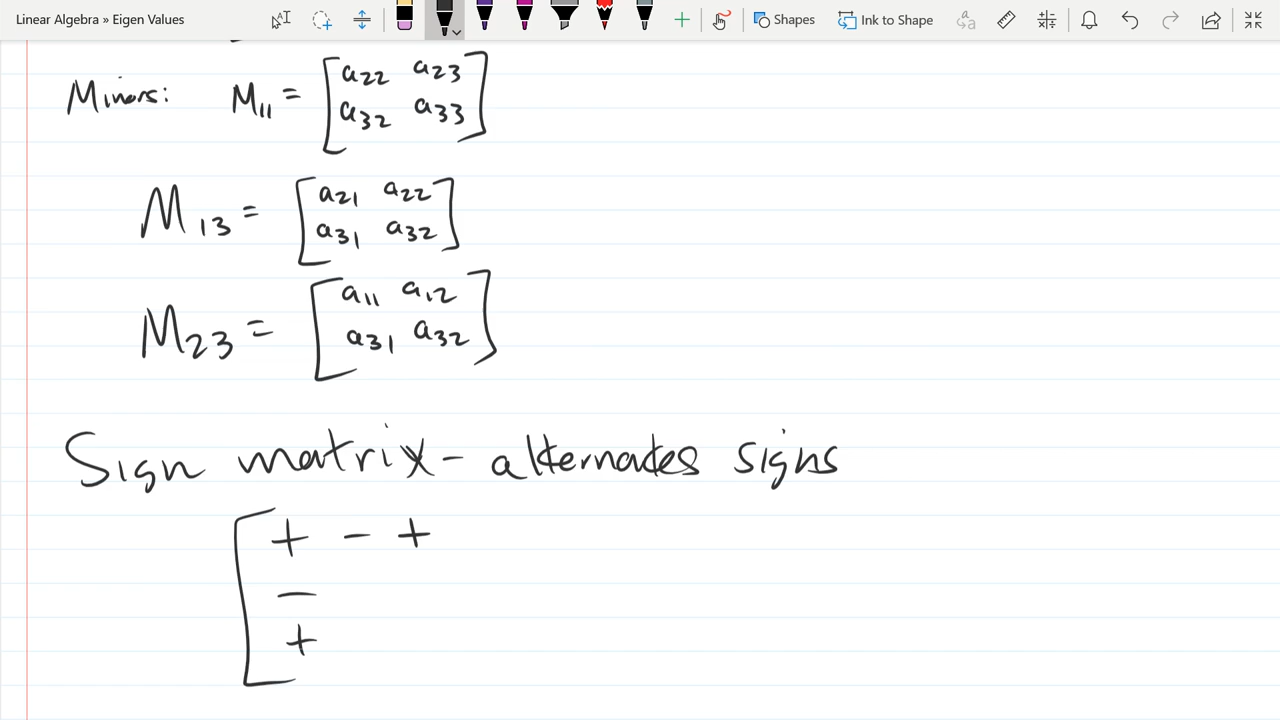 Linear Algebra » Eigen Values
Shapes
Ink to Shape
Minors: M11 = [a22 a23
a32 a33]
M13 = [a21 a22
a31 a32]
M23 = [a11 a12
a31 a32]
Sign matrix - alternates signs
[+ - +
-
+